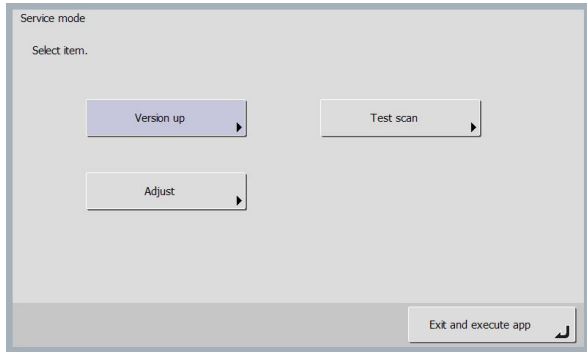 Service mode
Select item.
Version up
Test scan
Adjust
Exit and execute app